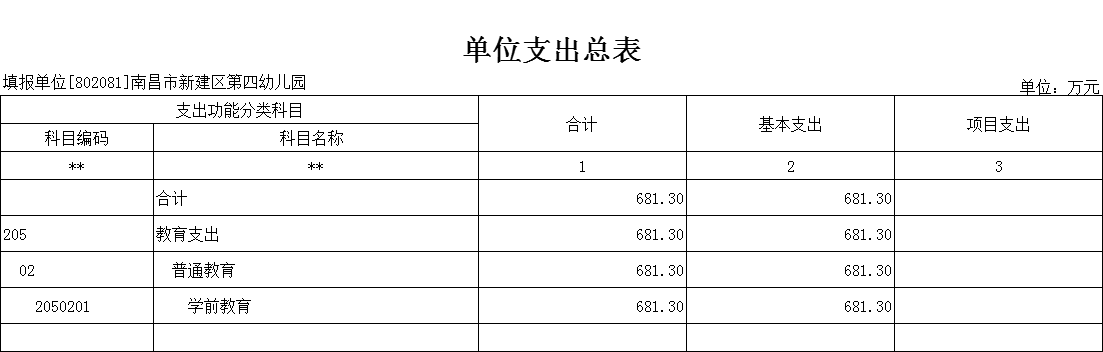 单位支出总表
填报单位[802081]南昌市新建区第四幼儿园 单位：万元
支出功能分类科目 合计 基本支出 项目支出
科目编码 科目名称
** ** 1 2 3
合计 681.30 681.30
205 教育支出 681.30 681.30
02 普通教育 681.30 681.30
2050201 学前教育 681.30 681.30